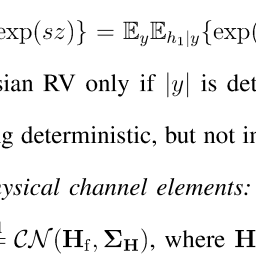 exp(sz)} = 𝔼_y𝔼_{h_1|y}{exp(
sian RV only if |y| is det
g deterministic, but not in
ysical channel elements:
= 𝒞𝒩(𝐇_f, 𝚺_𝐇), where 𝐇